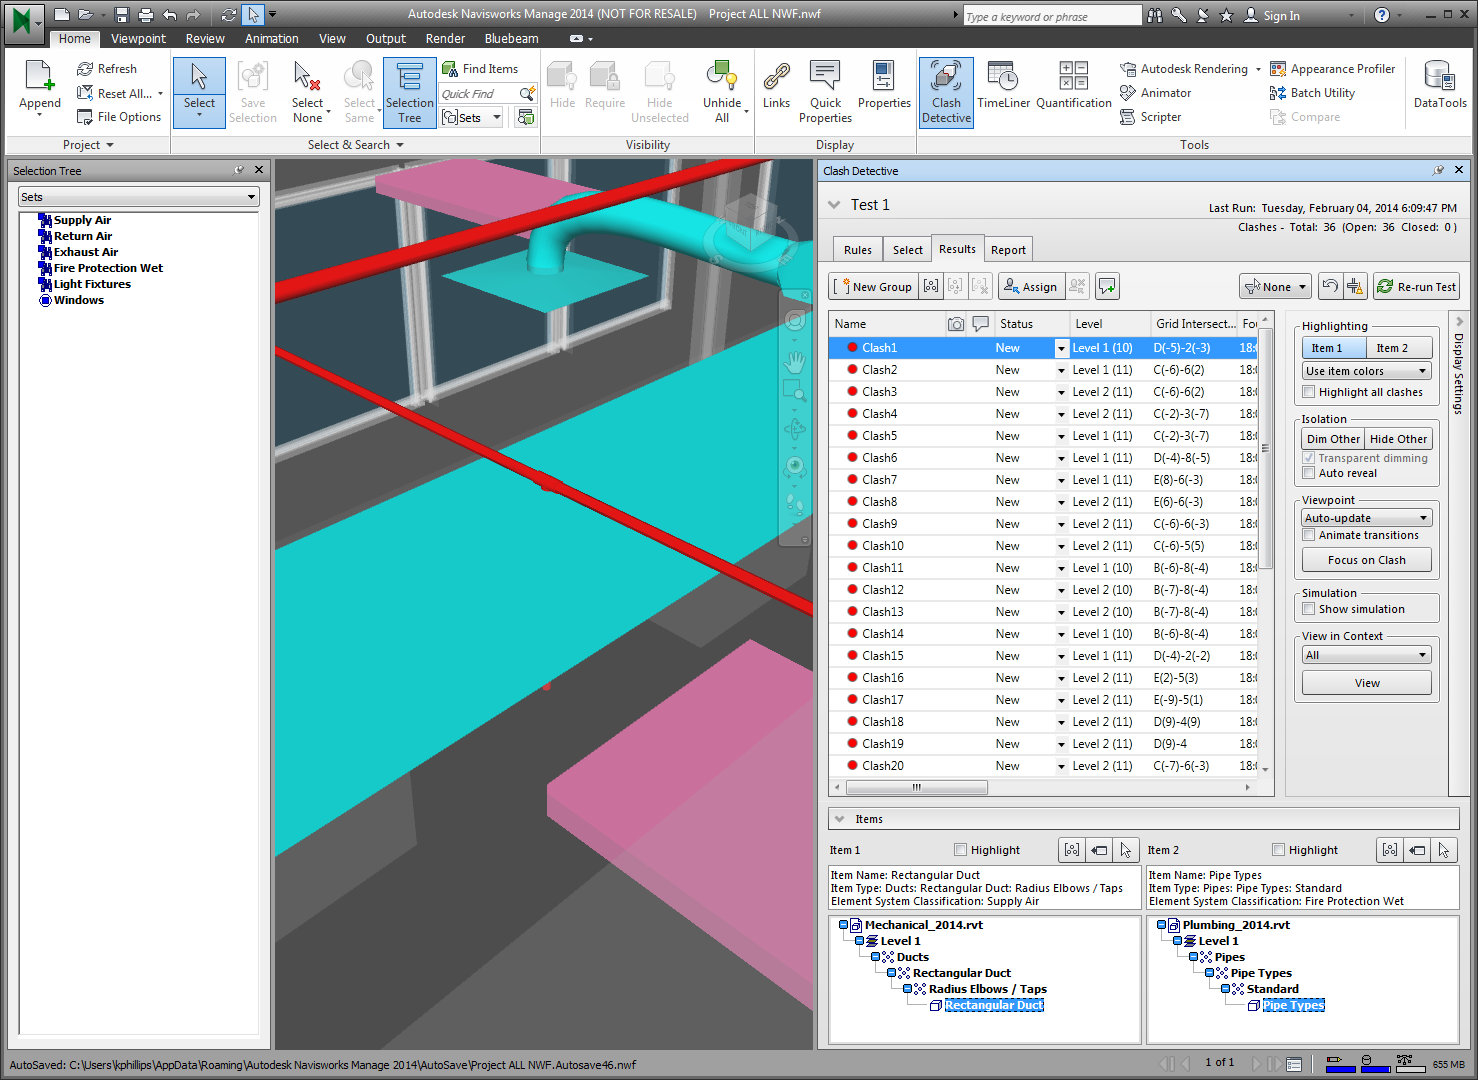 Autodesk Navisworks Manage 2014 (NOT FOR RESALE) Project ALL NWF.nwf
Type a keyword or phrase
Sign In
Home Viewpoint Review Animation View Output Render Bluebeam
Append
Refresh
Reset All...
File Options
Project
Select
Save Selection
Select None
Select Same
Selection Tree
Find Items
Quick Find
Sets
Select & Search
Hide
Require
Hide Unselected
Unhide All
Visibility
Links
Quick Properties
Properties
Display
Clash Detective
TimeLiner
Quantification
Autodesk Rendering
Animator
Scripter
Appearance Profiler
Batch Utility
Compare
DataTools
Tools
Selection Tree
Sets
Supply Air
Return Air
Exhaust Air
Fire Protection Wet
Light Fixtures
Windows
Clash Detective
Test 1
Last Run: Tuesday, February 04, 2014 6:09:47 PM
Clashes - Total: 36 (Open: 36 Closed: 0 )
Rules Select Results Report
New Group Assign None Re-run Test
Name Status Level Grid Intersect... Fou
Clash1 New Level 1 (10) D(-5)-2(-3) 18:
Clash2 New Level 1 (11) C(-6)-6(2) 18:
Clash3 New Level 2 (11) C(-6)-6(2) 18:
Clash4 New Level 2 (11) C(-2)-3(-7) 18:
Clash5 New Level 1 (11) C(-2)-3(-7) 18:
Clash6 New Level 1 (11) D(-4)-8(-5) 18:
Clash7 New Level 1 (11) E(8)-6(-3) 18:
Clash8 New Level 2 (11) E(6)-6(-3) 18:
Clash9 New Level 2 (11) C(-6)-6(-3) 18:
Clash10 New Level 2 (11) C(-6)-5(5) 18:
Clash11 New Level 1 (10) B(-6)-8(-4) 18:
Clash12 New Level 2 (10) B(-7)-8(-4) 18:
Clash13 New Level 2 (10) B(-7)-8(-4) 18:
Clash14 New Level 1 (10) B(-6)-8(-4) 18:
Clash15 New Level 1 (11) D(-4)-2(-2) 18:
Clash16 New Level 2 (11) E(2)-5(3) 18:
Clash17 New Level 2 (11) E(-9)-5(1) 18:
Clash18 New Level 2 (11) D(9)-4(9) 18:
Clash19 New Level 2 (11) D(9)-4 18:
Clash20 New Level 2 (11) C(-7)-6(-3) 18:
Highlighting
Item 1 Item 2
Use item colors
Highlight all clashes
Isolation
Dim Other Hide Other
Transparent dimming
Auto reveal
Viewpoint
Auto-update
Animate transitions
Focus on Clash
Simulation
Show simulation
View in Context
All
View
Display Settings
Items
Item 1 Highlight
Item Name: Rectangular Duct
Item Type: Ducts: Rectangular Duct: Radius Elbows / Taps
Element System Classification: Supply Air
Mechanical_2014.rvt
Level 1
Ducts
Rectangular Duct
Radius Elbows / Taps
Rectangular Duct
Item 2 Highlight
Item Name: Pipe Types
Item Type: Pipes: Pipe Types: Standard
Element System Classification: Fire Protection Wet
Plumbing_2014.rvt
Level 1
Pipes
Pipe Types
Standard
Pipe Types
AutoSaved: C:\Users\kphillips\AppData\Roaming\Autodesk Navisworks Manage 2014\AutoSave\Project ALL NWF.Autosave46.nwf
1 of 1
655 MB